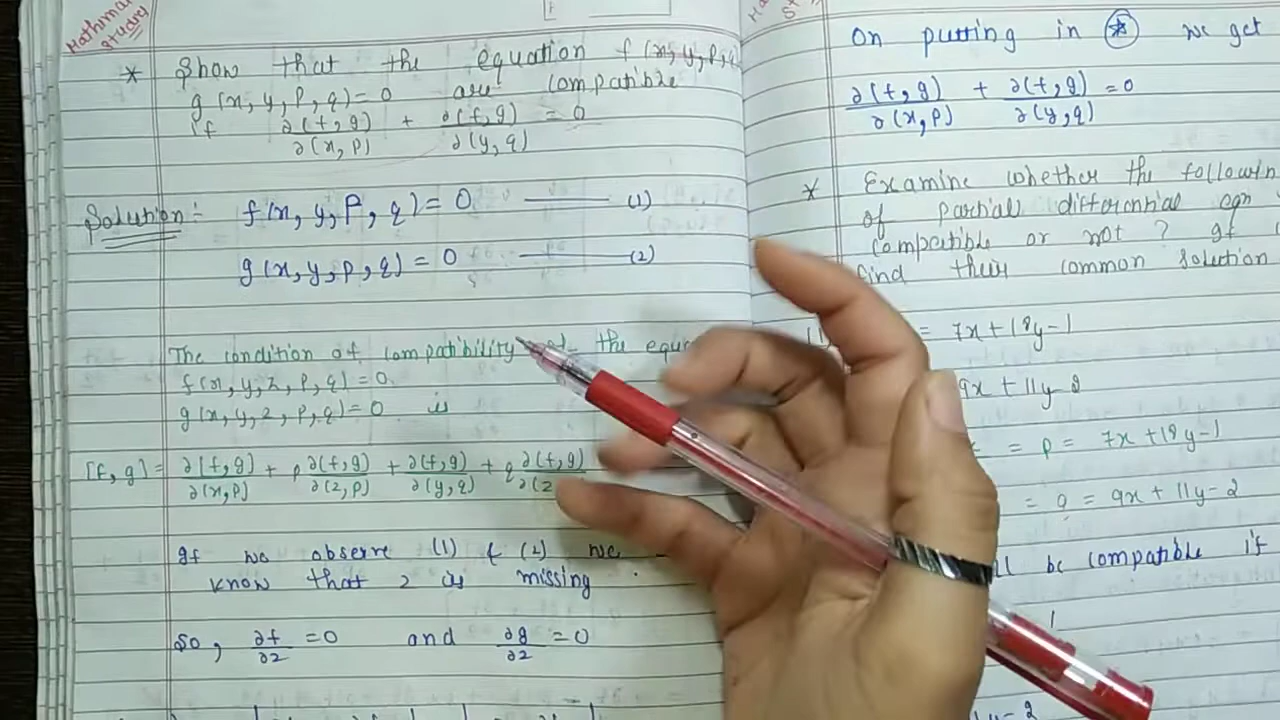 * Show that the equation f(x,y,p,q)
g(x,y,p,q)=0 are compatible
if ∂(f,g)/∂(x,p) + ∂(f,g)/∂(y,q) = 0
Solution:- f(x, y, P, q) = 0 —— (1)
g(x,y,p,q) = 0 —— (2)
The condition of compatibility of the equa
f(x,y,z,p,q)=0.
g(x,y,z,p,q)=0 is
[f,g] = ∂(f,g)/∂(x,p) + p ∂(f,g)/∂(z,p) + ∂(f,g)/∂(y,q) + q ∂(f,g)/∂(z
If we observe (1) & (2) we
know that z is missing
So, ∂f/∂z = 0 and ∂g/∂z = 0
On putting in * we get
∂(f,g)/∂(x,p) + ∂(f,g)/∂(y,q) = 0
* Examine whether the followin
of partial differential eqn
compatible or not? If
find their common solution
= 7x+18y-1
9x+11y-2
= p = 7x+18y-1
= q = 9x+11y-2
be compatible if